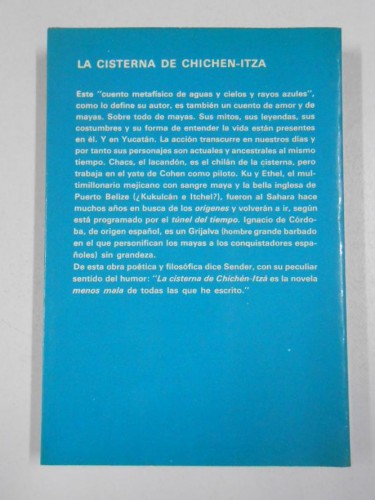 LA CISTERNA DE CHICHEN-ITZA
Este "cuento metafísico de aguas y cielos y rayos azules",
como lo define su autor, es también un cuento de amor y de
mayas. Sobre todo de mayas. Sus mitos, sus leyendas, sus
costumbres y su forma de entender la vida están presentes
en él. Y en Yucatán. La acción transcurre en nuestros días y
por tanto sus personajes son actuales y ancestrales al mismo
tiempo. Chacs, el lacandón, es el chilán de la cisterna, pero
trabaja en el yate de Cohen como piloto. Ku y Ethel, el mul-
timillonario mejicano con sangre maya y la bella inglesa de
Puerto Belize (¿Kukulcán e Itchel?), fueron al Sahara hace
muchos años en busca de los orígenes y volverán a ir, según
está programado por el túnel del tiempo. Ignacio de Córdo-
ba, de origen español, es un Grijalva (hombre grande barbado
en el que personifican los mayas a los conquistadores espa-
ñoles) sin grandeza.
De esta obra poética y filosófica dice Sender, con su peculiar
sentido del humor: "La cisterna de Chichén-Itzá es la novela
menos mala de todas las que he escrito."